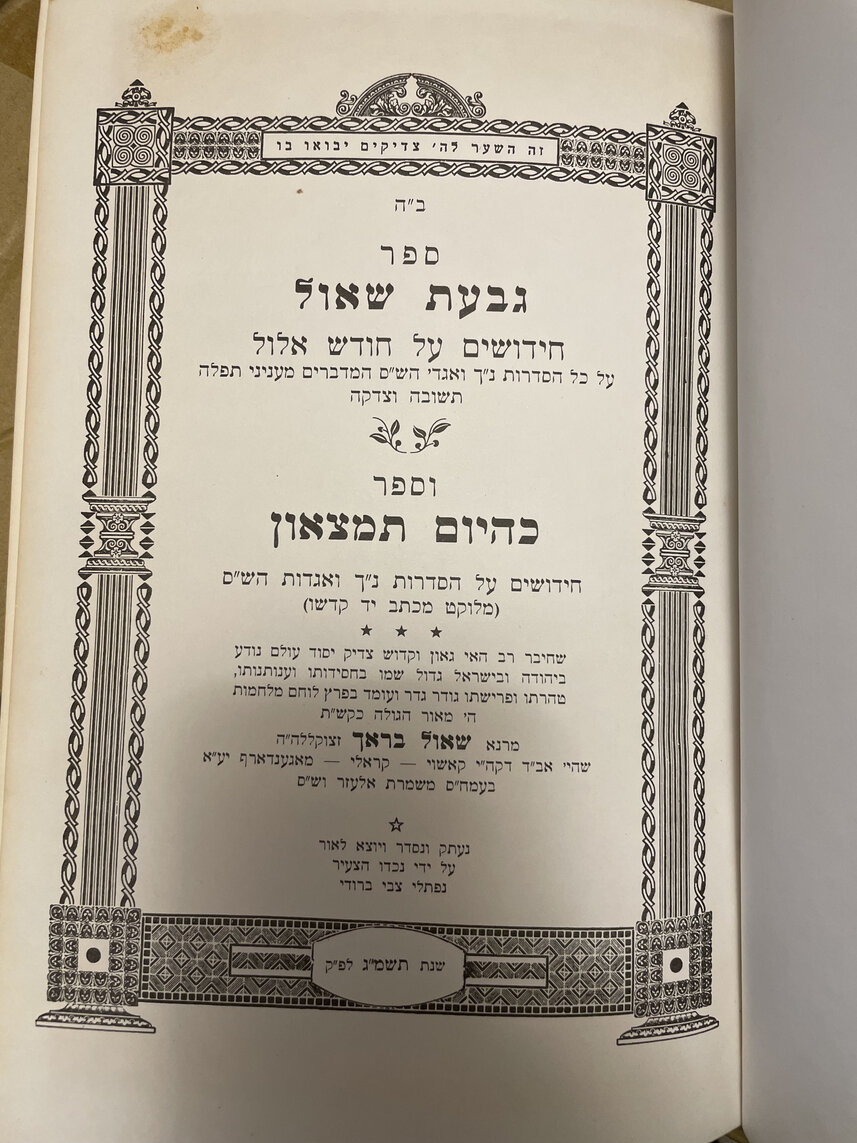 זה השער לה׳ צדיקים יבואו בו
ב״ה
ספר
גבעת שאול
חידושים על חודש אלול
על כל הסדרות נ״ך ואגד׳ הש״ס המדברים מעניני תפלה
תשובה וצדקה
וספר
כהיום תמצאון
חידושים על הסדרות נ״ך ואגדות הש״ס
(מלוקט מכתב יד קדשו)
שחיבר רב האי גאון וקדוש צדיק יסוד עולם נודע
ביהודה ובישראל גדול שמו בחסידותו וענותנותו,
טהרתו ופרישתו גודר גדר ועומד בפרץ לוחם מלחמות
הי׳ מאור הגולה כקש״ת
מרנא שאול בראך זצוקללה״ה
שהי׳ אב״ד דקה״י קאשוי — קראלי — מאגענדארף יע״א
בעמח״ס משמרת אלעזר וש״ס
נעתק ונסדר ויוצא לאור
על ידי נכדו הצעיר
נפתלי צבי ברודי
שנת תשמ״ג לפ״ק